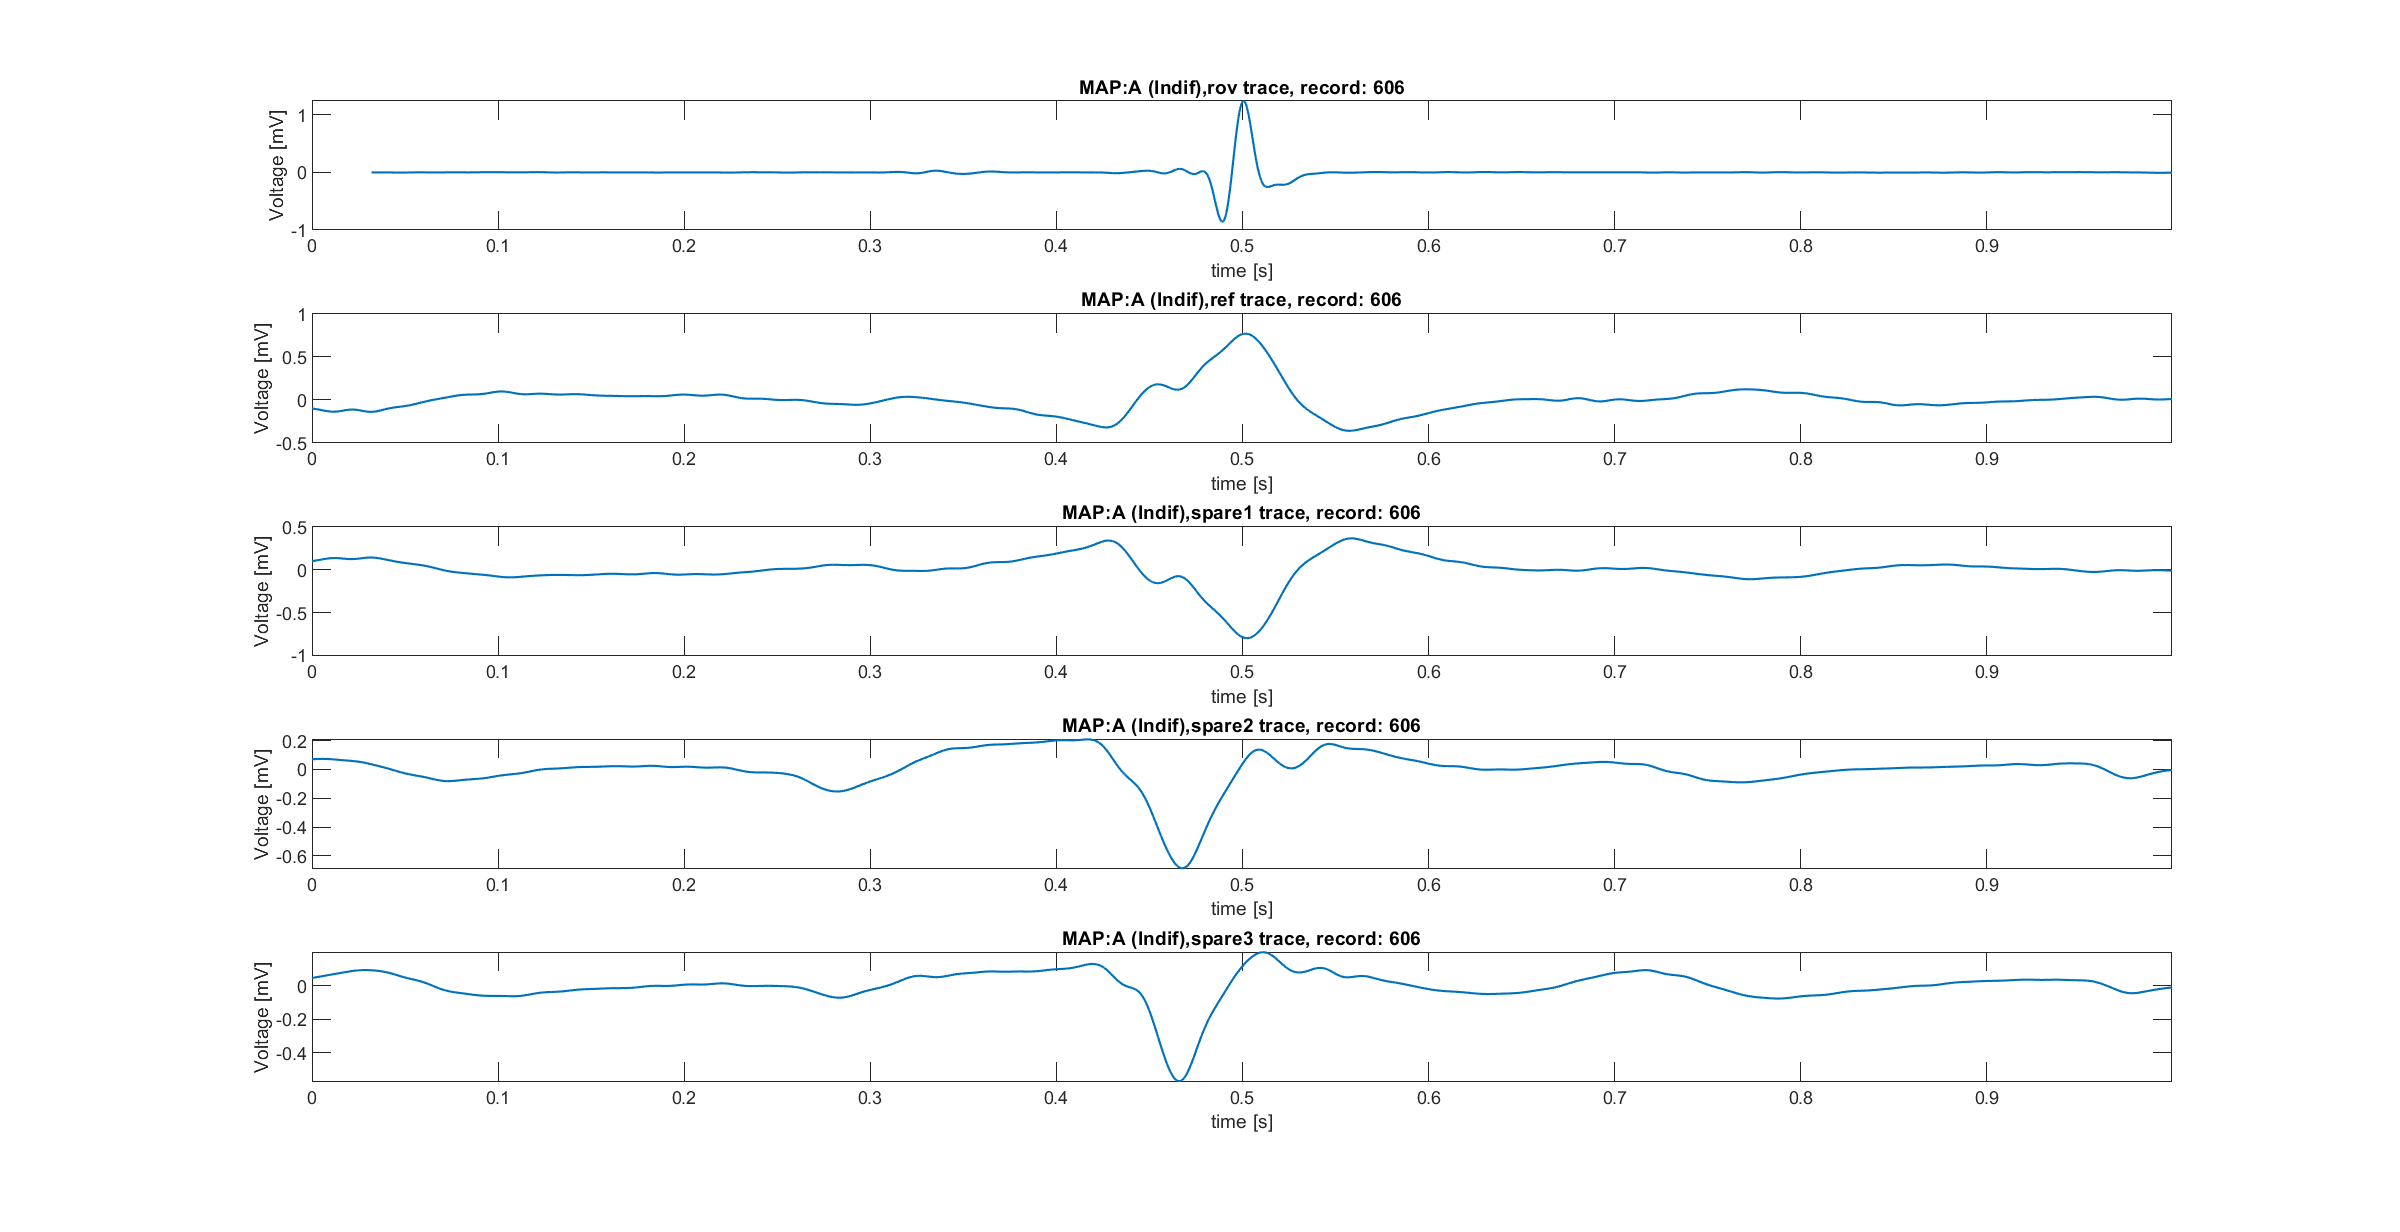 MAP:A (Indif),rov trace, record: 606
Voltage [mV]
1
0
-1
0 0.1 0.2 0.3 0.4 0.5 0.6 0.7 0.8 0.9
time [s]
MAP:A (Indif),ref trace, record: 606
Voltage [mV]
1
0.5
0
-0.5
0 0.1 0.2 0.3 0.4 0.5 0.6 0.7 0.8 0.9
time [s]
MAP:A (Indif),spare1 trace, record: 606
Voltage [mV]
0.5
0
-0.5
-1
0 0.1 0.2 0.3 0.4 0.5 0.6 0.7 0.8 0.9
time [s]
MAP:A (Indif),spare2 trace, record: 606
Voltage [mV]
0.2
0
-0.2
-0.4
-0.6
0 0.1 0.2 0.3 0.4 0.5 0.6 0.7 0.8 0.9
time [s]
MAP:A (Indif),spare3 trace, record: 606
Voltage [mV]
0
-0.2
-0.4
0 0.1 0.2 0.3 0.4 0.5 0.6 0.7 0.8 0.9
time [s]